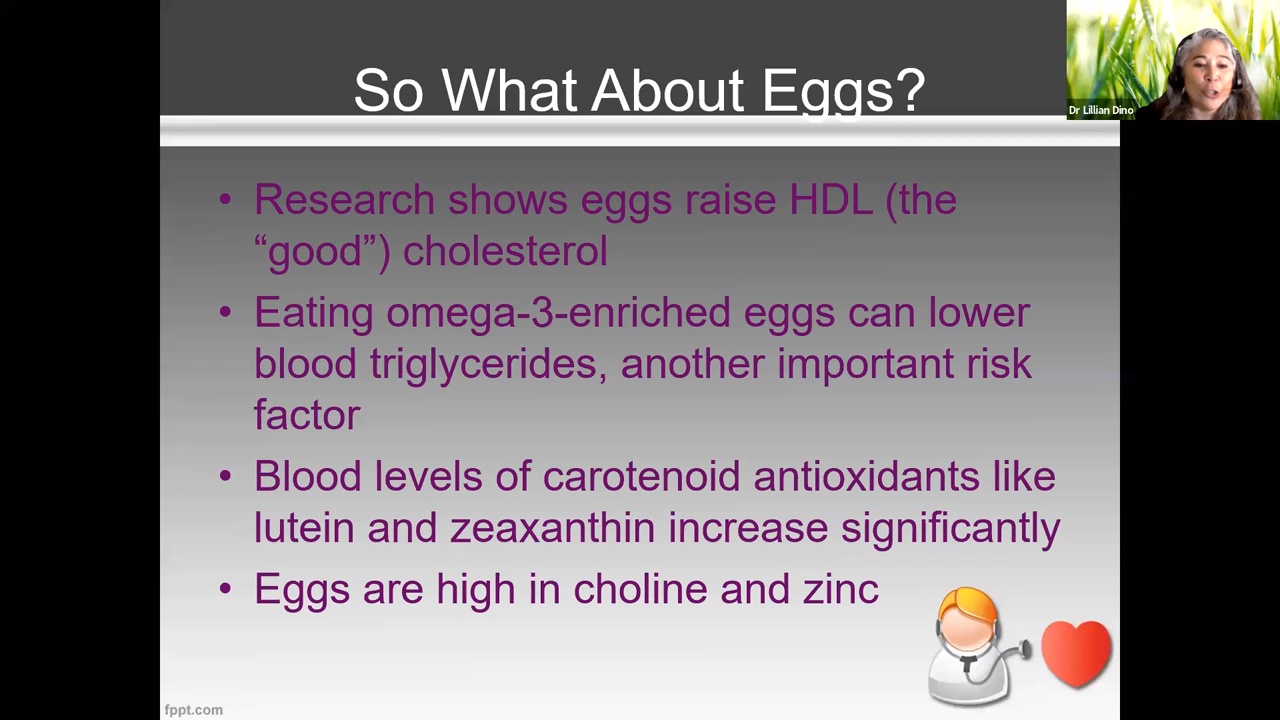 So What About Eggs?
Dr Lillian Dino
• Research shows eggs raise HDL (the
“good”) cholesterol
• Eating omega-3-enriched eggs can lower
blood triglycerides, another important risk
factor
• Blood levels of carotenoid antioxidants like
lutein and zeaxanthin increase significantly
• Eggs are high in choline and zinc
fppt.com